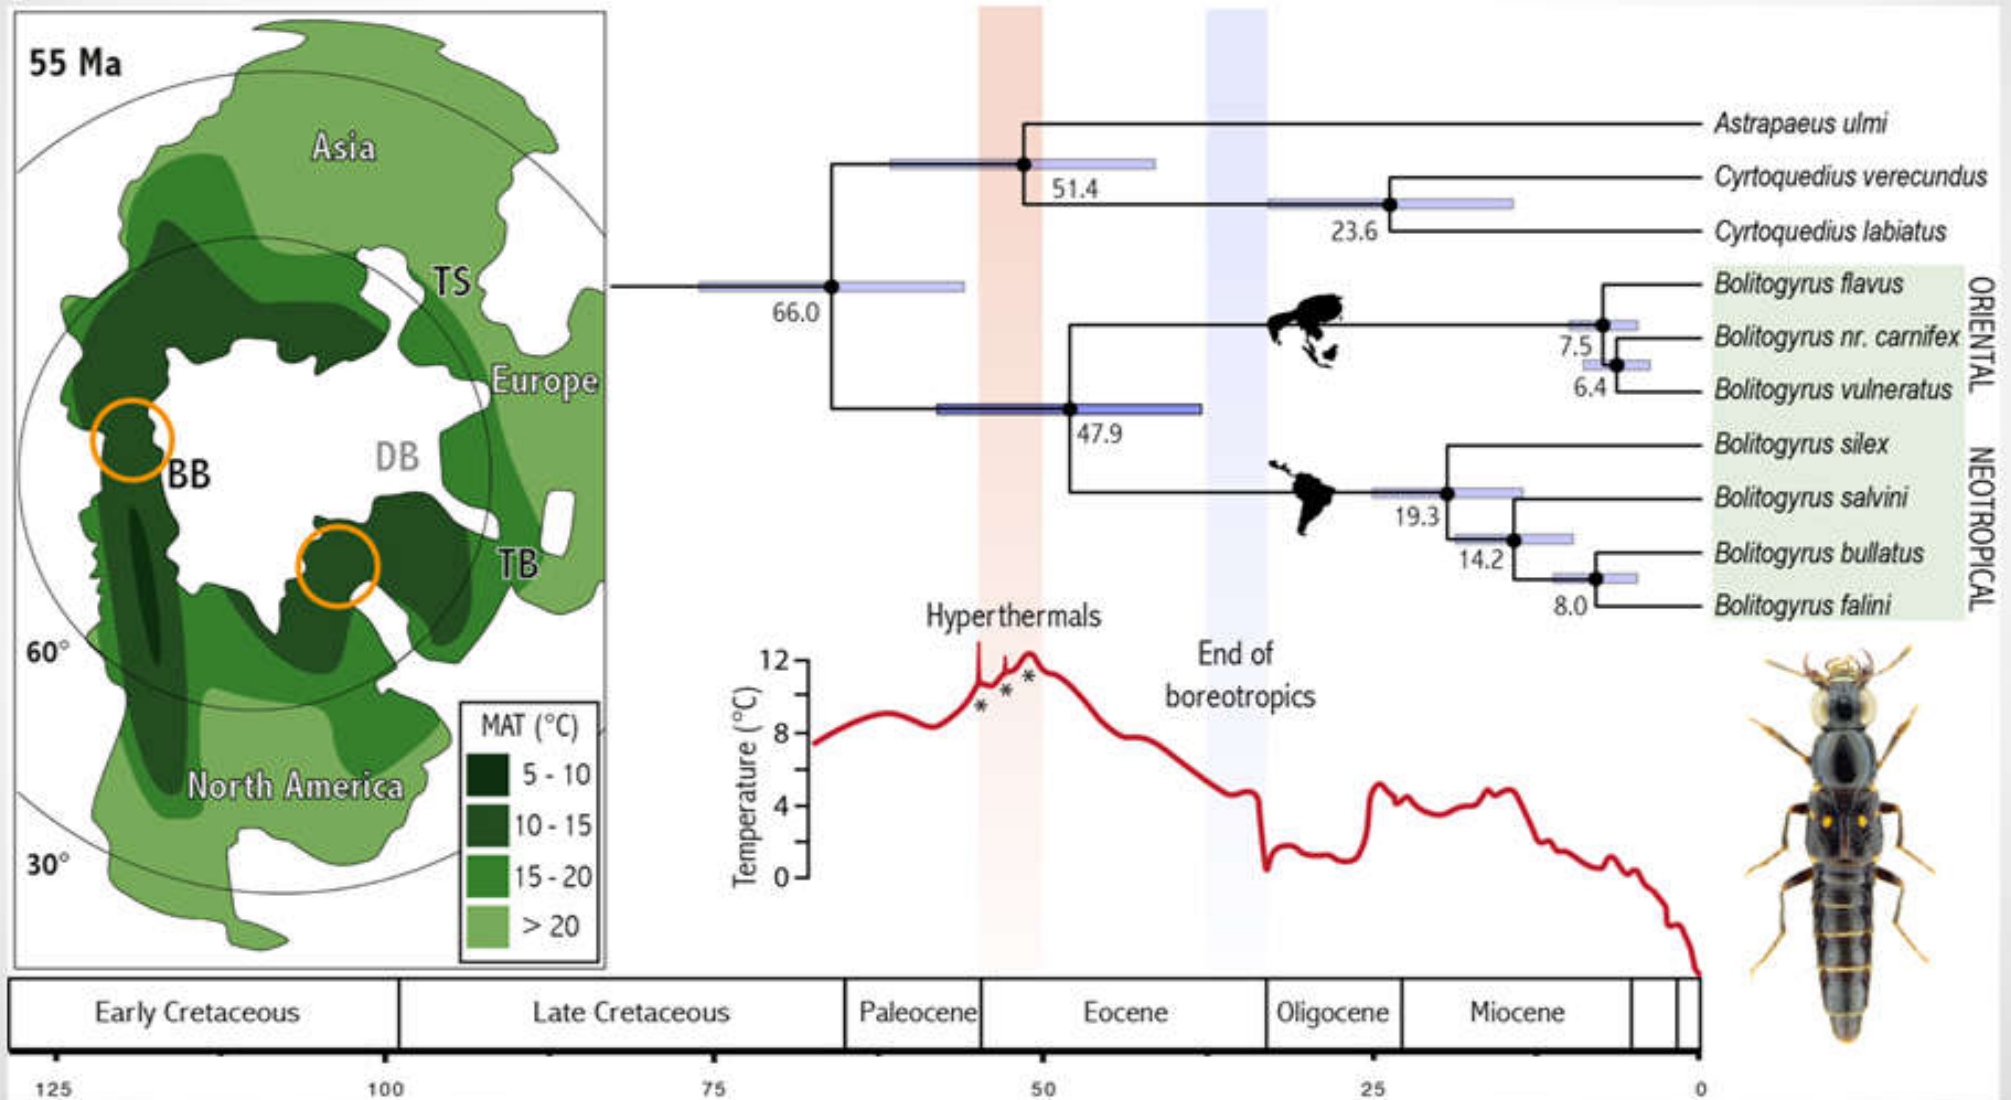 55 Ma
Asia
TS
Europe
BB
DB
TB
60°
North America
30°
MAT (°C)
5 - 10
10 - 15
15 - 20
> 20
Astrapaeus ulmi
51.4
Cyrtoquedius verecundus
23.6
Cyrtoquedius labiatus
66.0
Bolitogyrus flavus
7.5
Bolitogyrus nr. carnifex
6.4
Bolitogyrus vulneratus
ORIENTAL
47.9
Bolitogyrus silex
19.3
Bolitogyrus salvini
14.2
Bolitogyrus bullatus
8.0
Bolitogyrus falini
NEOTROPICAL
Hyperthermals
* * *
End of
boreotropics
Temperature (°C)
12
8
4
0
Early Cretaceous
Late Cretaceous
Paleocene
Eocene
Oligocene
Miocene
125
100
75
50
25
0